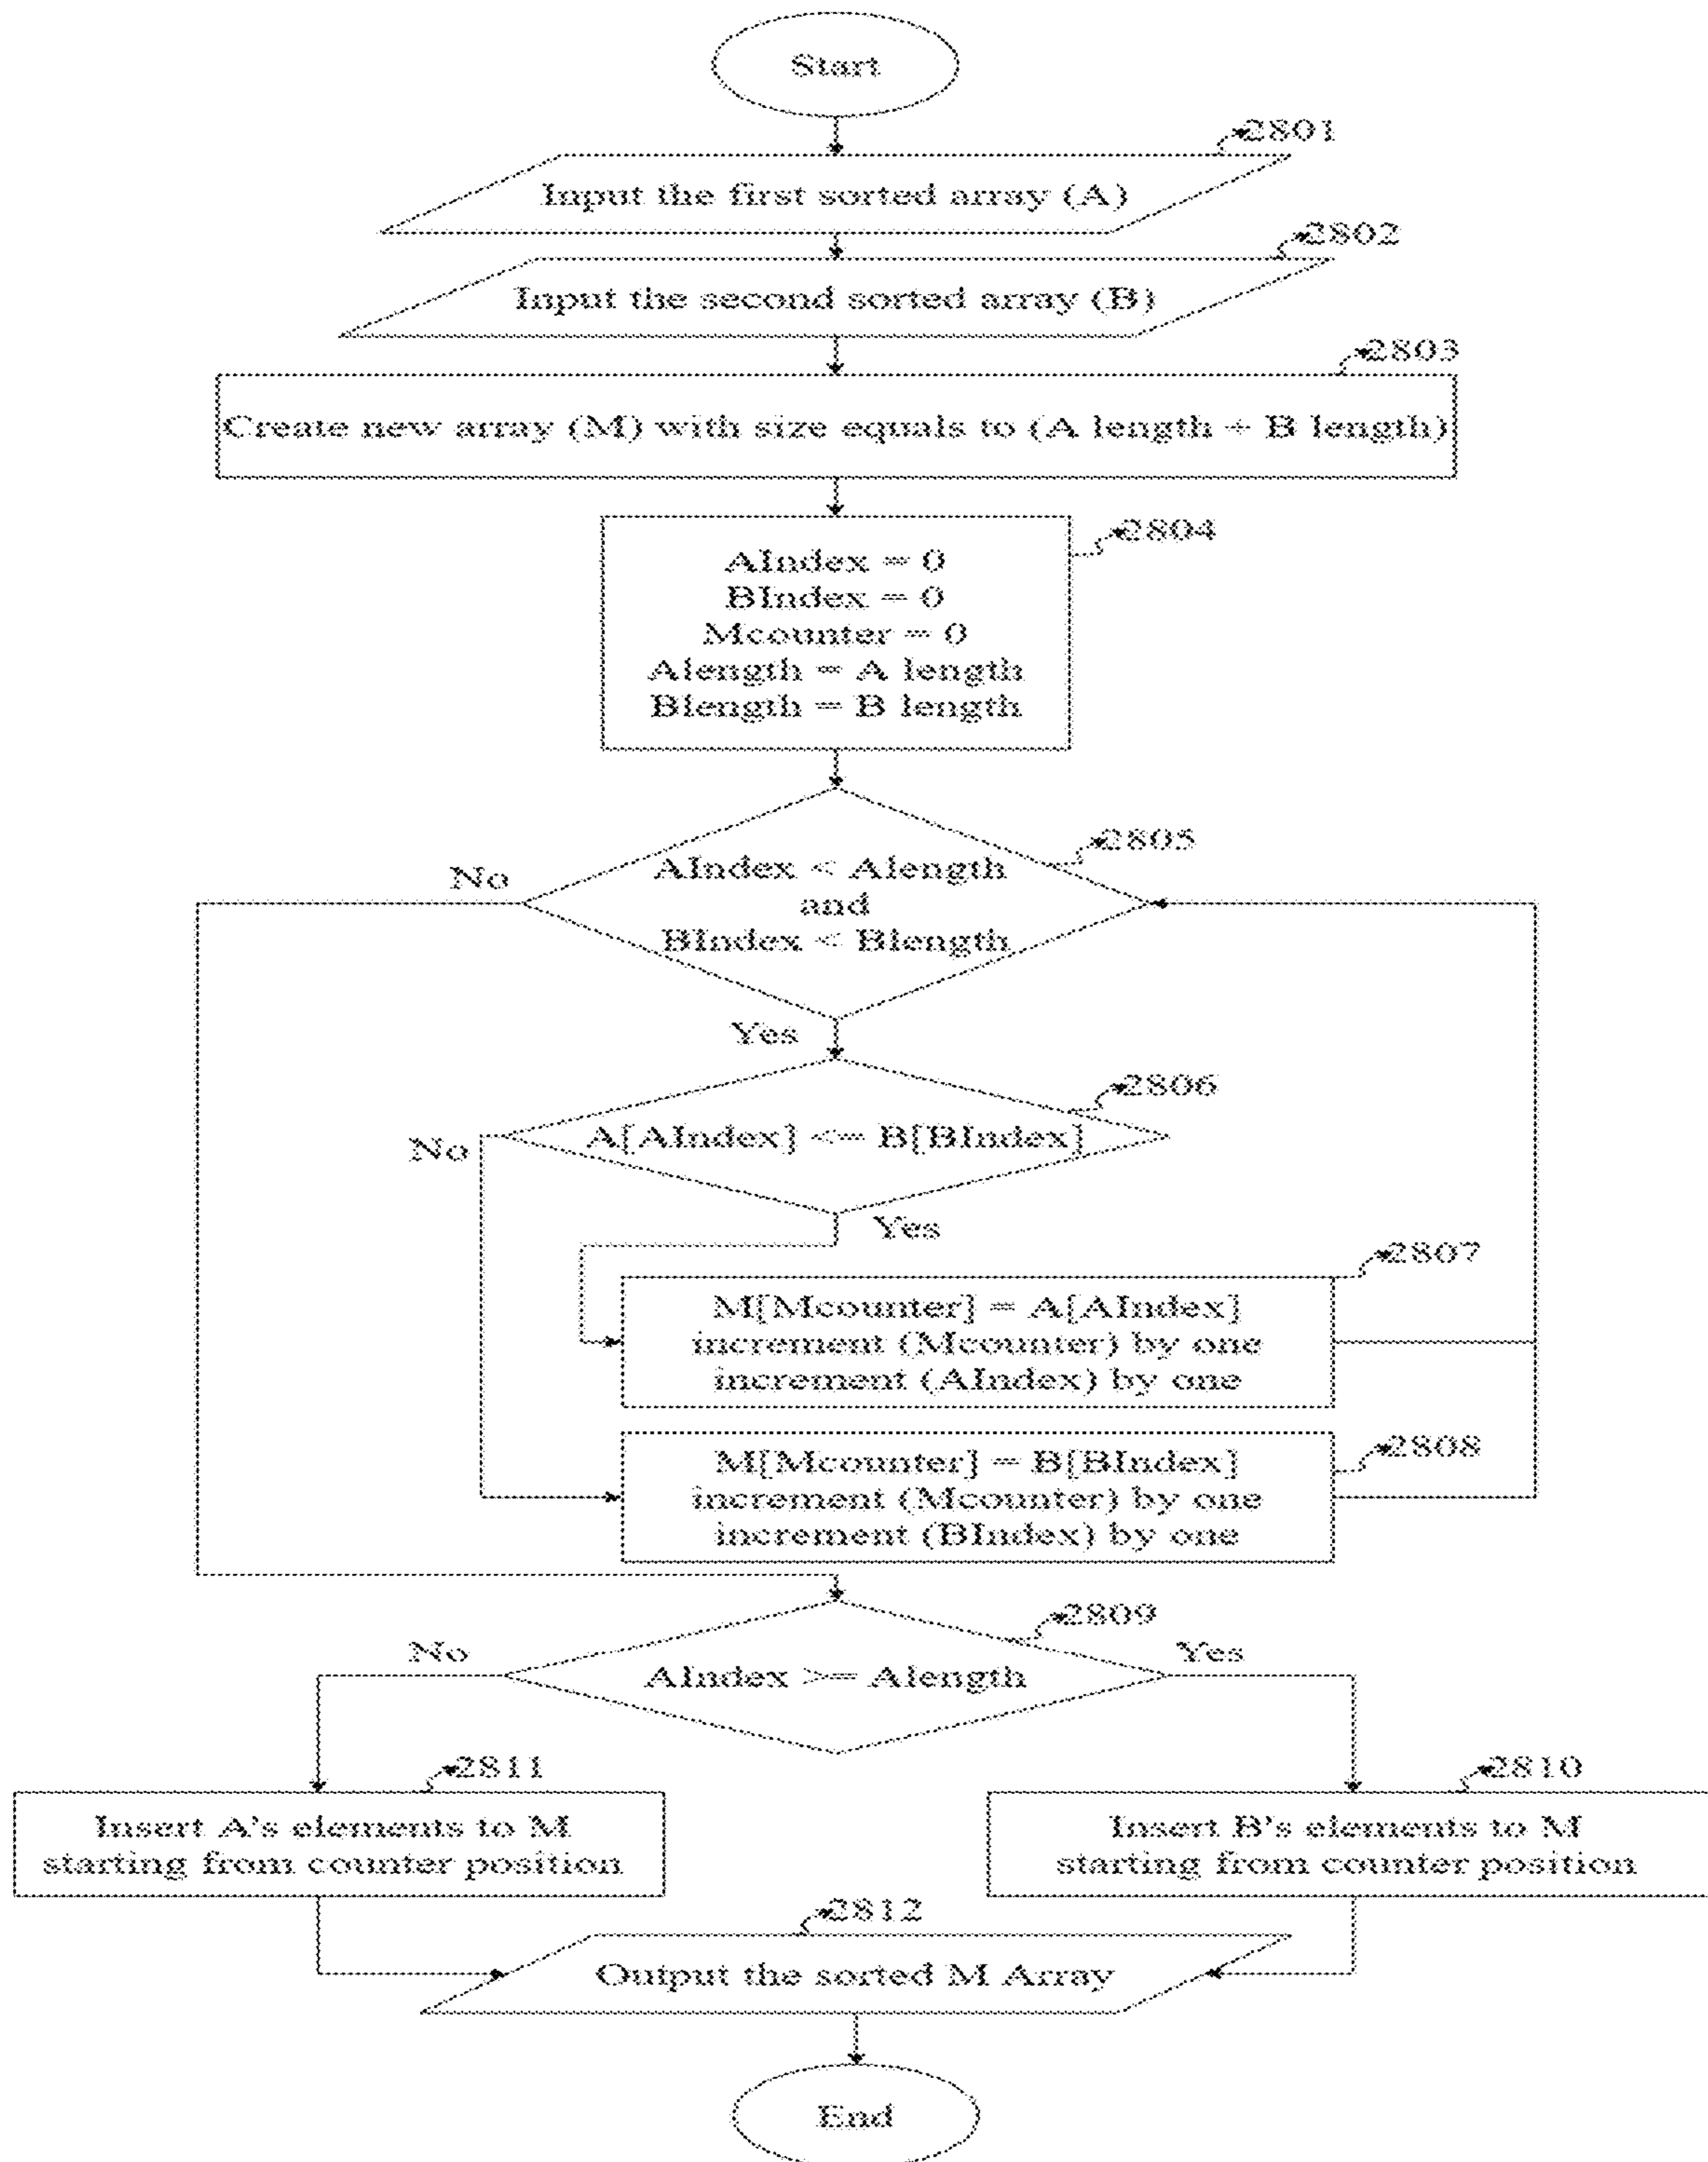 Start
2801
Input the first sorted array (A)
2802
Input the second sorted array (B)
2803
Create new array (M) with size equals to (A length + B length)
2804
AIndex = 0
BIndex = 0
Mcounter = 0
Alength = A length
Blength = B length
2805
No
AIndex < Alength
and
BIndex < Blength
Yes
2806
No
A[AIndex] <= B[BIndex]
Yes
2807
M[Mcounter] = A[AIndex]
increment (Mcounter) by one
increment (AIndex) by one
2808
M[Mcounter] = B[BIndex]
increment (Mcounter) by one
increment (BIndex) by one
2809
No
Yes
AIndex >= Alength
2811
2810
Insert A's elements to M
starting from counter position
Insert B's elements to M
starting from counter position
2812
Output the sorted M Array
End